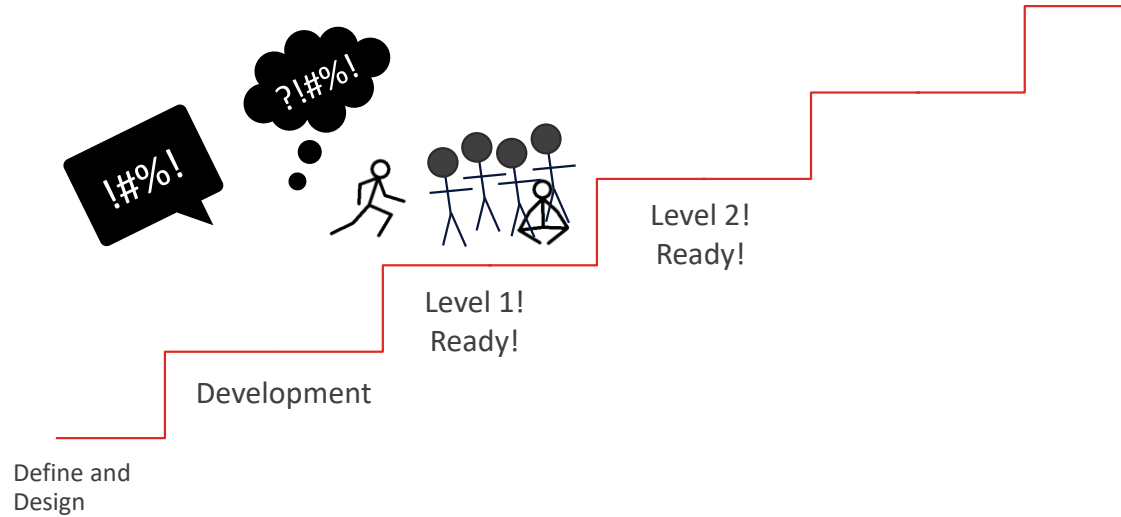 ?!#%!
!#%!
Level 2!
Ready!
Level 1!
Ready!
Development
Define and
Design